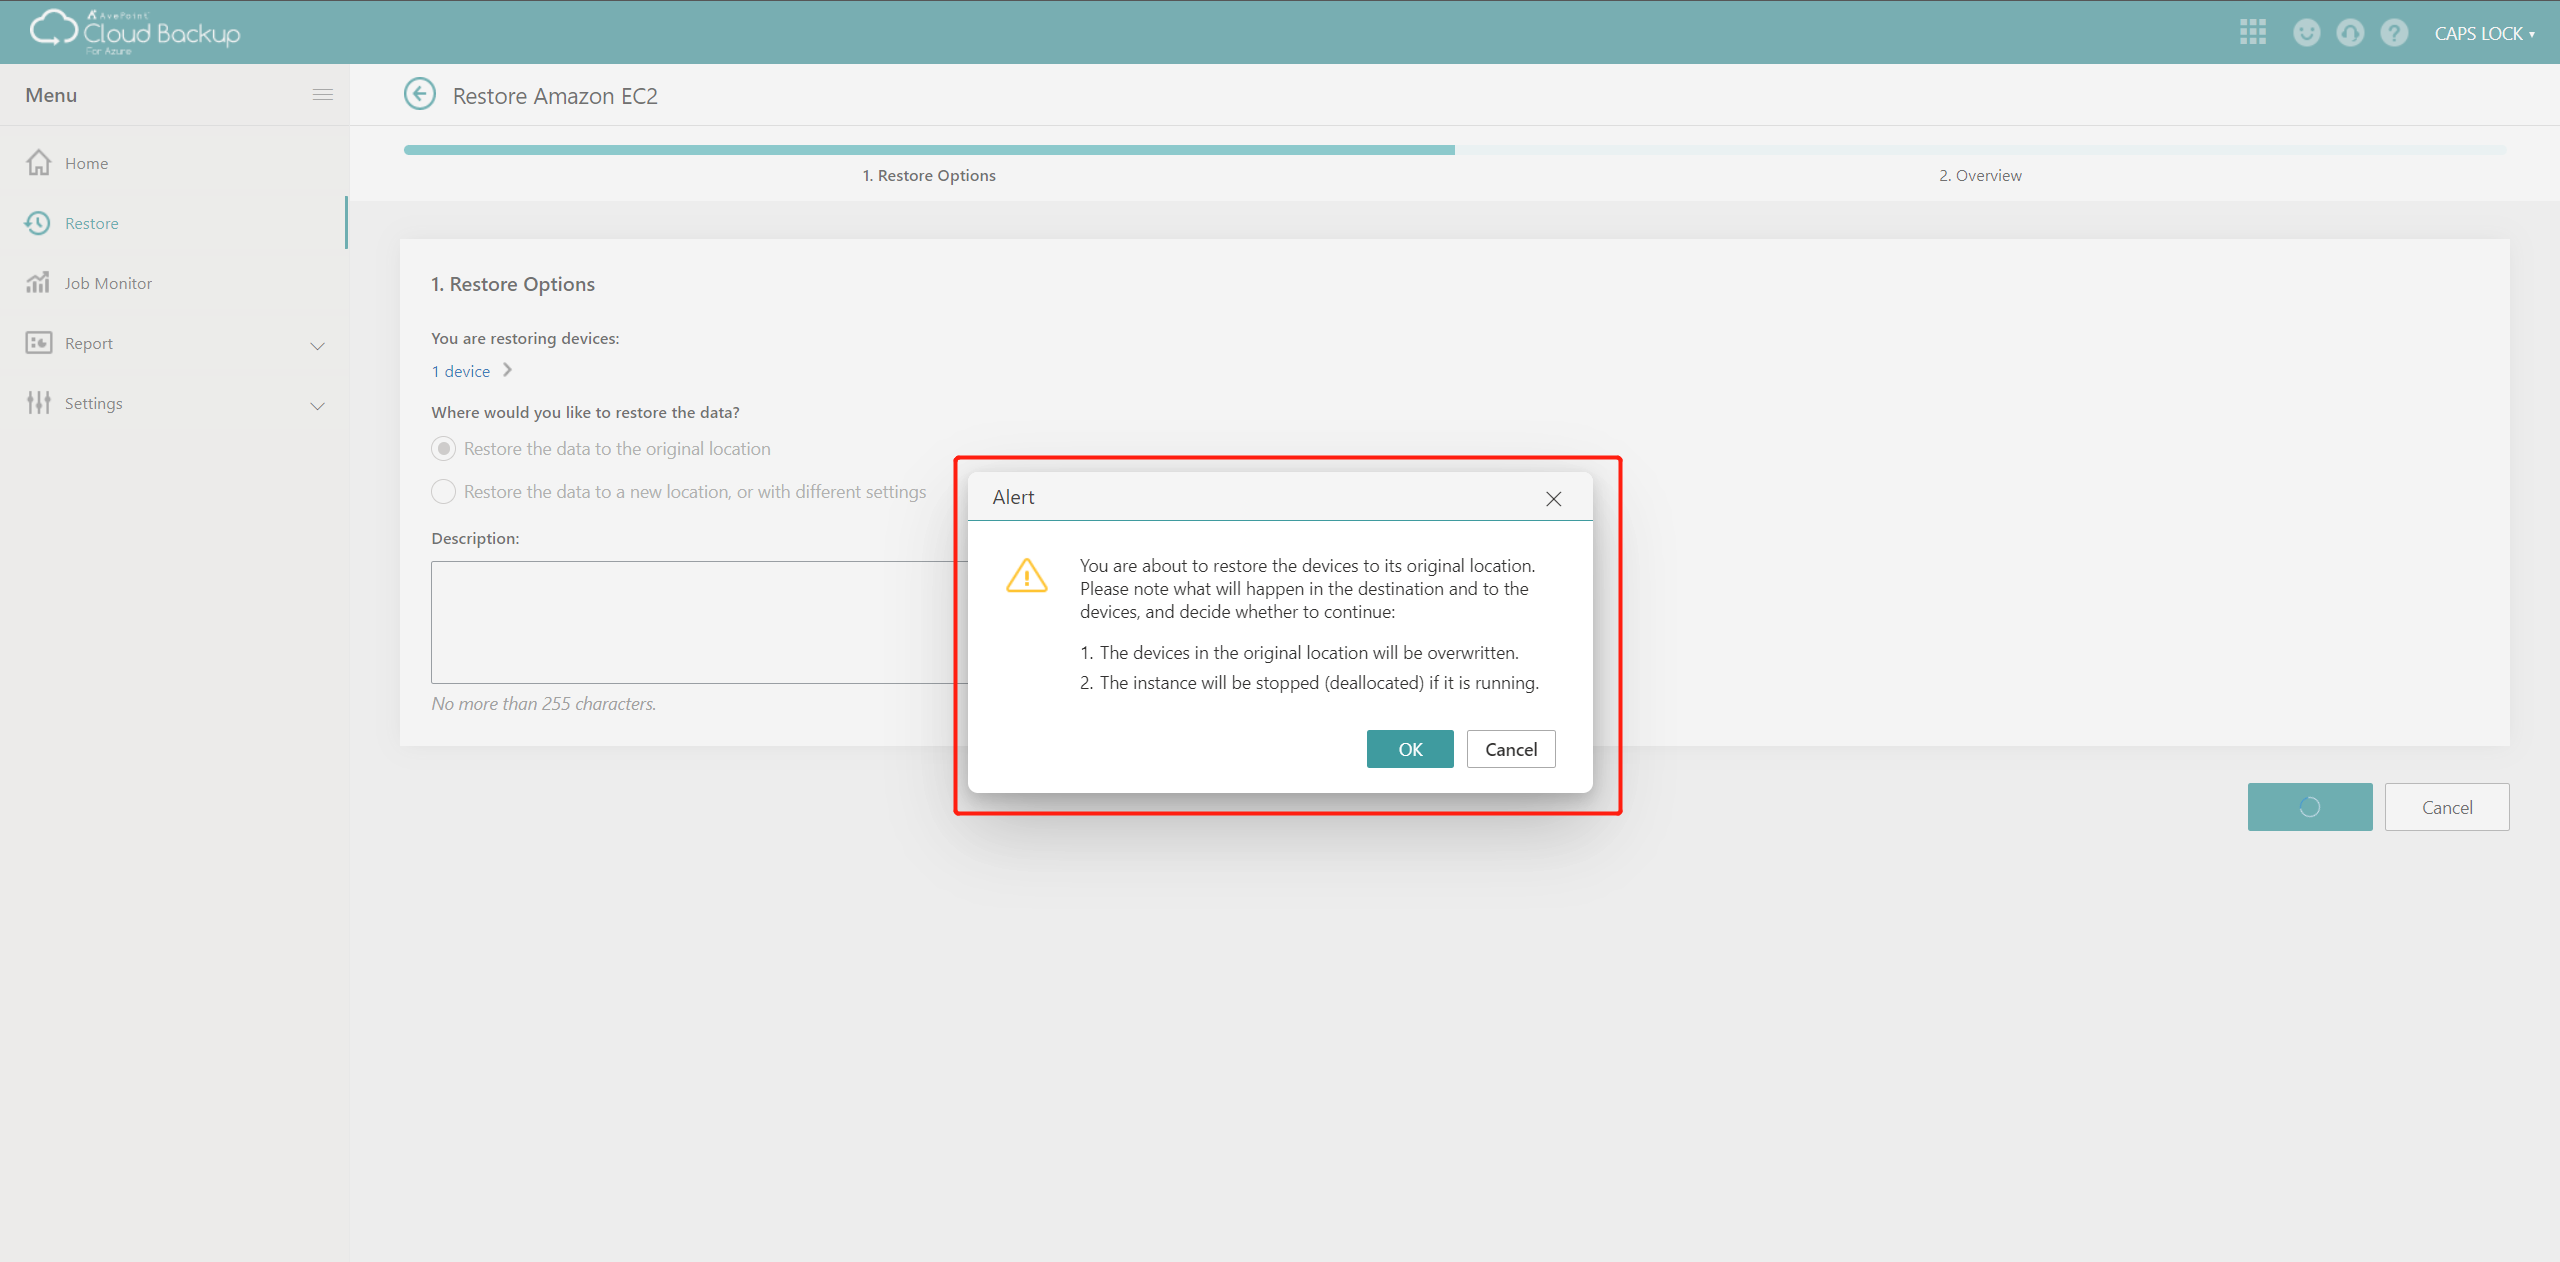 AvePoint
Cloud Backup
For Azure
CAPS LOCK
Menu
Home
Restore
Job Monitor
Report
Settings
Restore Amazon EC2
1. Restore Options
2. Overview
1. Restore Options
You are restoring devices:
1 device
Where would you like to restore the data?
Restore the data to the original location
Restore the data to a new location, or with different settings
Description:
No more than 255 characters.
Alert
You are about to restore the devices to its original location.
Please note what will happen in the destination and to the
devices, and decide whether to continue:
1. The devices in the original location will be overwritten.
2. The instance will be stopped (deallocated) if it is running.
OK
Cancel
Cancel